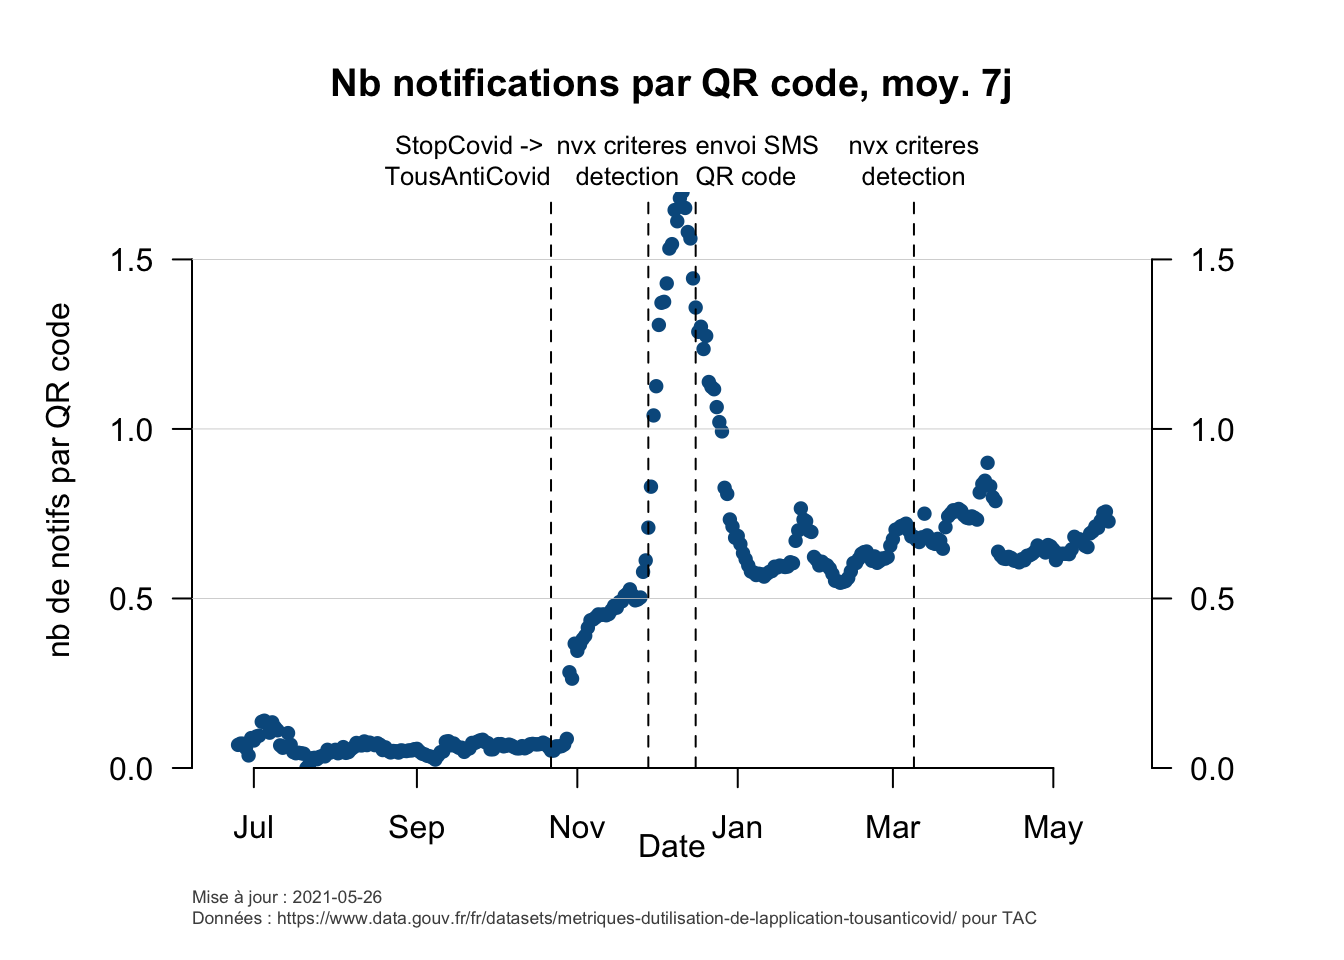 Nb notifications par QR code, moy. 7j
StopCovid -> nvx criteres envoi SMS nvx criteres
TousAntiCovid detection QR code detection
1.5 1.5
1.0 1.0
0.5 0.5
0.0 0.0
nb de notifs par QR code
Jul Sep Nov Jan Mar May
Date
Mise à jour : 2021-05-26
Données : https://www.data.gouv.fr/fr/datasets/metriques-dutilisation-de-lapplication-tousanticovid/ pour TAC